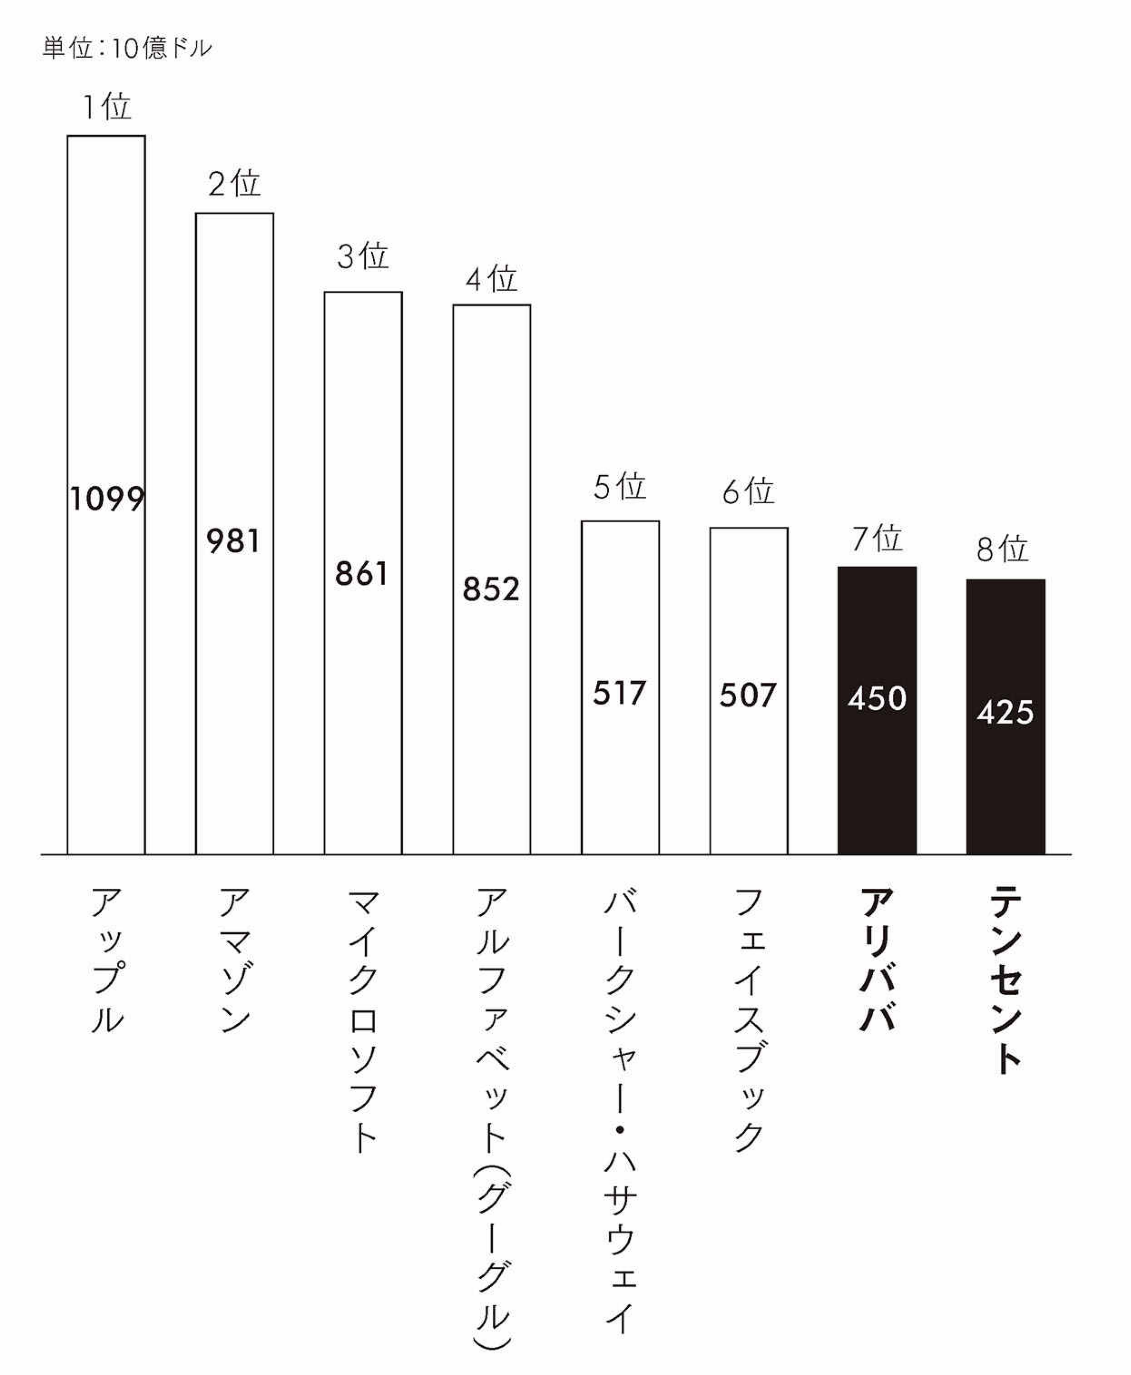 単位：10億ドル
1位
2位
3位
4位
5位
6位
7位
8位
1099
981
861
852
517
507
450
425
アップル
アマゾン
マイクロソフト
アルファベット（グーグル）
バークシャー・ハサウェイ
フェイスブック
アリババ
テンセント